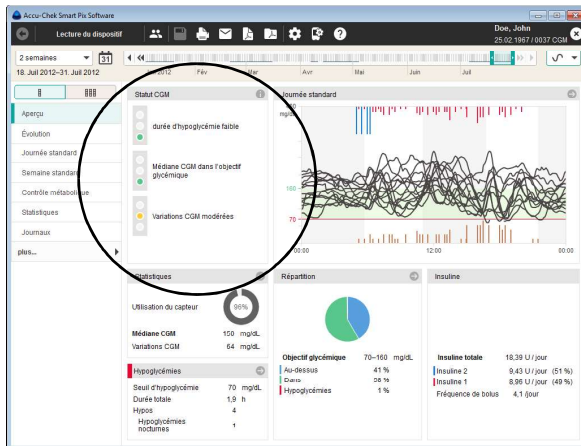 Accu-Chek Smart Pix Software
Lecture du dispositif
Doe, John
25.02.1967 / 0037 CGM
2 semaines
31
18. Juil 2012–31. Juil 2012
2012
Fév
Mar
Avr
Mai
Juin
Juil
Aperçu
Évolution
Journée standard
Semaine standard
Contrôle métabolique
Statistiques
Journaux
plus...
Statut CGM
durée d'hypoglycémie faible
Médiane CGM dans l'objectif
glycémique
Variations CGM modérées
Journée standard
mg/dL
160
70
00:00
12:00
00:00
Statistiques
Utilisation du capteur
96%
Médiane CGM 150 mg/dL
Variations CGM 64 mg/dL
Hypoglycémies
Seuil d'hypoglycémie 70 mg/dL
Durée totale 1,9 h
Hypos 4
Hypoglycémies
nocturnes 1
Répartition
Objectif glycémique 70–160 mg/dL
Au-dessus 41 %
Dans 58 %
Hypoglycémies 1 %
Insuline
Insuline totale 18,39 U / jour
Insuline 2 9,43 U / jour (51 %)
Insuline 1 8,96 U / jour (49 %)
Fréquence de bolus 4,1 /jour